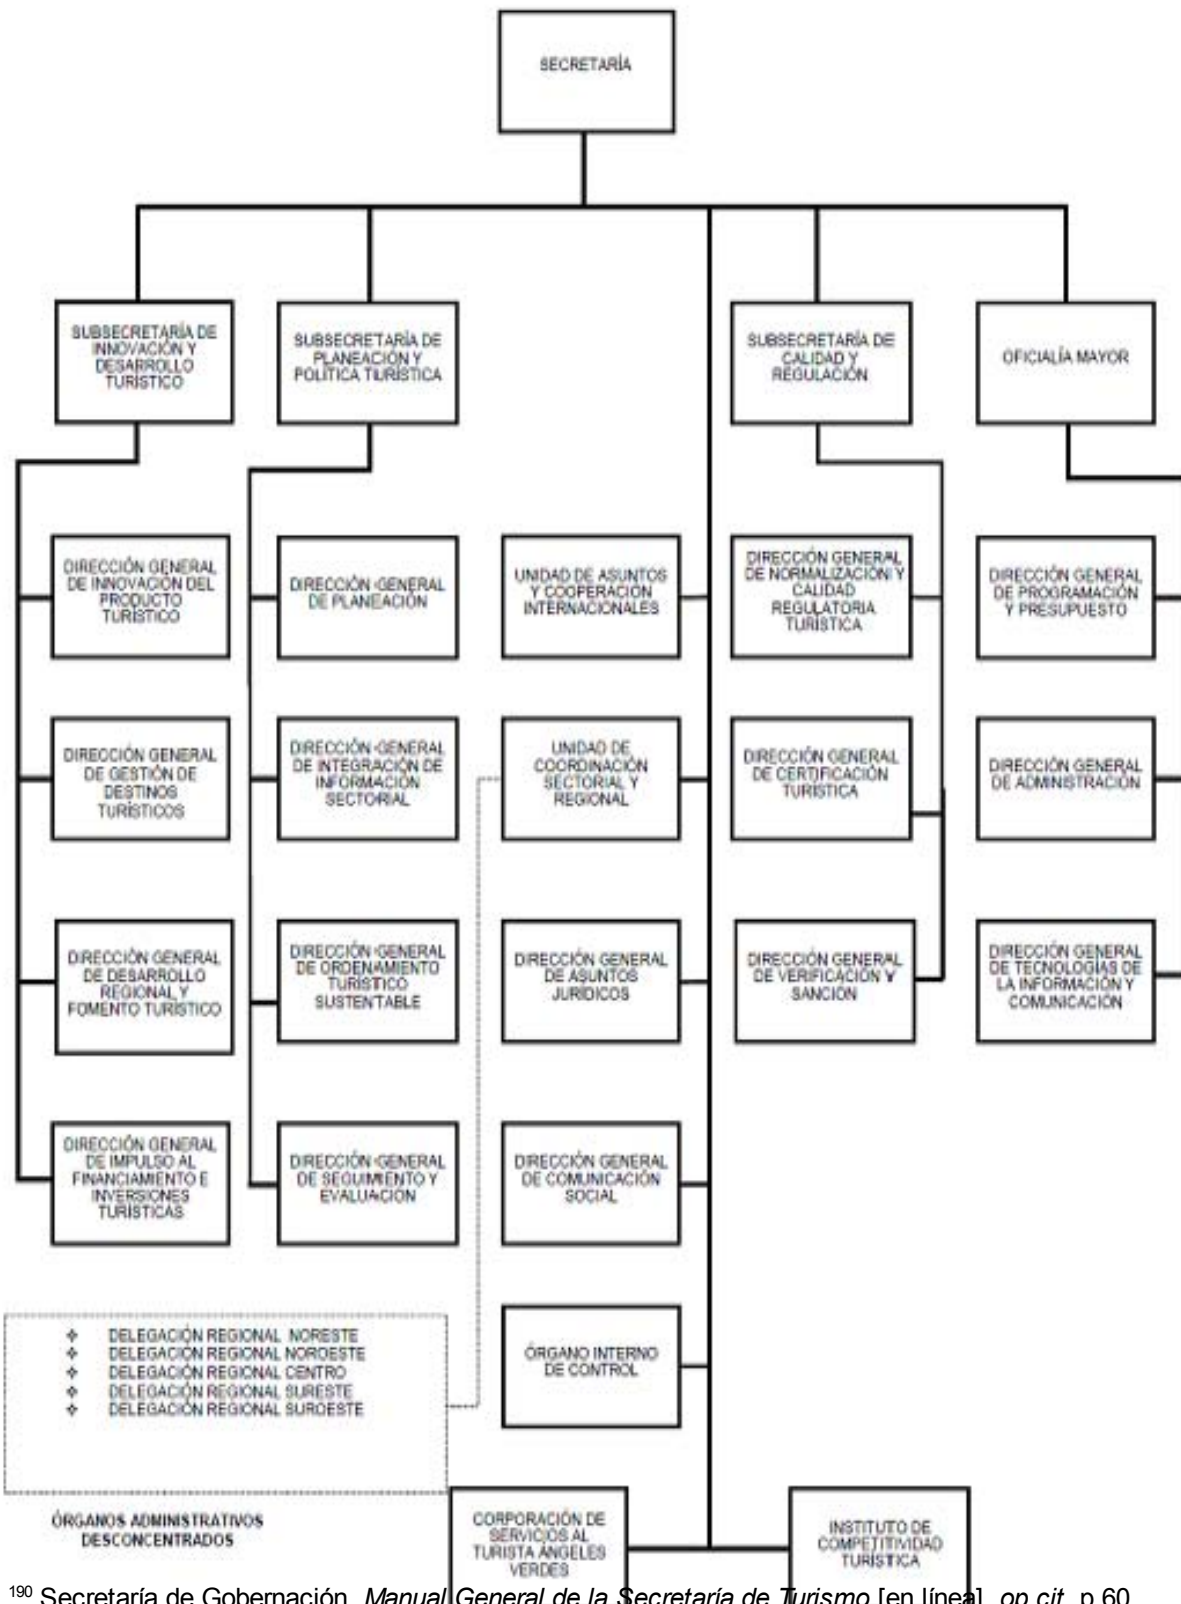 SECRETARÍA
SUBSECRETARÍA DE
INNOVACIÓN Y
DESARROLLO
TURÍSTICO
SUBSECRETARÍA DE
PLANEACIÓN Y
POLÍTICA TIURÍSTICA
SUBSECRETARÍA DE
CALIDAD Y
REGULACIÓN
OFICIALÍA MAYOR
DIRECCIÓN GENERAL
DE INNOVACIÓN DEL
PRODUCTO
TURÍSTICO
DIRECCIÓN GENERAL
DE PLANEACIÓN
UNIDAD DE ASUNTOS
Y COOPERACIÓN
INTERNACIONALES
DIRECCIÓN GENERAL
DE NORMALIZACIÓN Y
CALIDAD
REGULATORIA
TURÍSTICA
DIRECCIÓN GENERAL
DE PROGRAMACIÓN
Y PRESUPUESTO
DIRECCIÓN GENERAL
DE GESTIÓN DE
DESTINOS
TURÍSTICOS
DIRECCIÓN GENERAL
DE INTEGRACIÓN DE
INFORMACIÓN
SECTORIAL
UNIDAD DE
COORDINACIÓN
SECTORIAL Y
REGIONAL
DIRECCIÓN GENERAL
DE CERTIFICACIÓN
TURÍSTICA
DIRECCIÓN GENERAL
DE ADMINISTRACIÓN
DIRECCIÓN GENERAL
DE DESARROLLO
REGIONAL Y
FOMENTO TURÍSTICO
DIRECCIÓN GENERAL
DE ORDENAMIENTO
TURÍSTICO
SUSTENTABLE
DIRECCIÓN GENERAL
DE ASUNTOS
JURÍDICOS
DIRECCIÓN GENERAL
DE VERIFICACIÓN Y
SANCIÓN
DIRECCIÓN GENERAL
DE TECNOLOGÍAS DE
LA INFORMACIÓN Y
COMUNICACIÓN
DIRECCIÓN GENERAL
DE IMPULSO AL
FINANCIAMIENTO E
INVERSIONES
TURÍSTICAS
DIRECCIÓN GENERAL
DE SEGUIMIENTO Y
EVALUACIÓN
DIRECCIÓN GENERAL
DE COMUNICACIÓN
SOCIAL
ÓRGANO INTERNO
DE CONTROL
❖ DELEGACIÓN REGIONAL NORESTE
❖ DELEGACIÓN REGIONAL NOROESTE
❖ DELEGACIÓN REGIONAL CENTRO
❖ DELEGACIÓN REGIONAL SURESTE
❖ DELEGACIÓN REGIONAL SUROESTE
ÓRGANOS ADMINISTRATIVOS
DESCONCENTRADOS
CORPORACIÓN DE
SERVICIOS AL
TURISTA ÁNGELES
VERDES
INSTITUTO DE
COMPETITIVIDAD
TURÍSTICA
190 Secretaría de Gobernación, Manual General de la Secretaría de Turismo [en línea], op cit, p.60